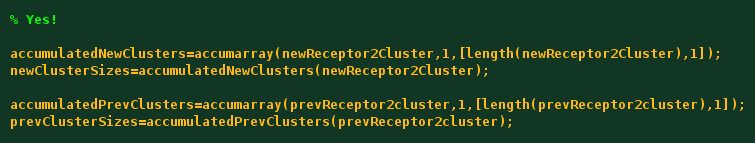 % Yes!
accumulatedNewClusters=accumarray(newReceptor2Cluster,1,[length(newReceptor2Cluster),1]);
newClusterSizes=accumulatedNewClusters(newReceptor2Cluster);
accumulatedPrevClusters=accumarray(prevReceptor2cluster,1,[length(prevReceptor2cluster),1]);
prevClusterSizes=accumulatedPrevClusters(prevReceptor2cluster);